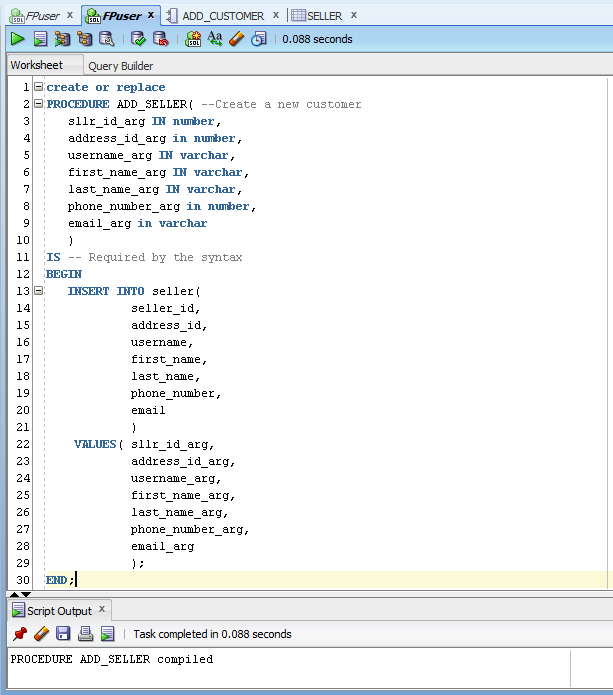 FPuser x FPuser x ADD_CUSTOMER x SELLER x
SQL SQL Aa 0.088 seconds
Worksheet Query Builder
1 create or replace
2 PROCEDURE ADD_SELLER( --Create a new customer
3 sllr_id_arg IN number,
4 address_id_arg in number,
5 username_arg IN varchar,
6 first_name_arg IN varchar,
7 last_name_arg IN varchar,
8 phone_number_arg in number,
9 email_arg in varchar
10 )
11 IS -- Required by the syntax
12 BEGIN
13 INSERT INTO seller(
14 seller_id,
15 address_id,
16 username,
17 first_name,
18 last_name,
19 phone_number,
20 email
21 )
22 VALUES( sllr_id_arg,
23 address_id_arg,
24 username_arg,
25 first_name_arg,
26 last_name_arg,
27 phone_number_arg,
28 email_arg
29 );
30 END;
Script Output x
Task completed in 0.088 seconds
PROCEDURE ADD_SELLER compiled